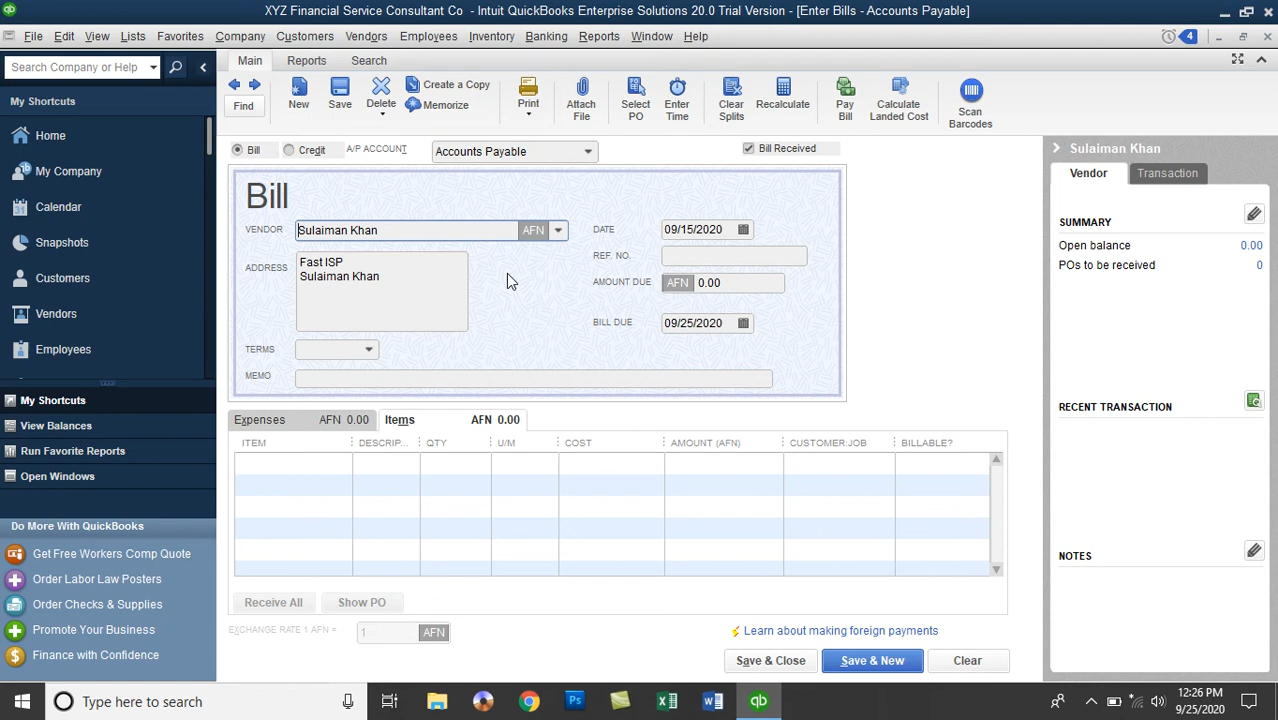 XYZ Financial Service Consultant Co - Intuit QuickBooks Enterprise Solutions 20.0 Trial Version - [Enter Bills - Accounts Payable]
File Edit View Lists Favorites Company Customers Vendors Employees Inventory Banking Reports Window Help 4
Search Company or Help
Main Reports Search
My Shortcuts
Home
My Company
Calendar
Snapshots
Customers
Vendors
Employees
My Shortcuts
View Balances
Run Favorite Reports
Open Windows
Do More With QuickBooks
Get Free Workers Comp Quote
Order Labor Law Posters
Order Checks & Supplies
Promote Your Business
Finance with Confidence
Find
New
Save
Delete
Create a Copy
Memorize
Print
Attach File
Select PO
Enter Time
Clear Splits
Recalculate
Pay Bill
Calculate Landed Cost
Scan Barcodes
Bill Credit A/P ACCOUNT Accounts Payable Bill Received
Bill
VENDOR Sulaiman Khan AFN DATE 09/15/2020
REF. NO.
ADDRESS Fast ISP
Sulaiman Khan
AMOUNT DUE AFN 0.00
BILL DUE 09/25/2020
TERMS
MEMO
Expenses AFN 0.00 Items AFN 0.00
ITEM DESCRIP... QTY U/M COST AMOUNT (AFN) CUSTOMER:JOB BILLABLE?
Receive All Show PO
EXCHANGE RATE 1 AFN = 1 AFN
Learn about making foreign payments
Save & Close Save & New Clear
Sulaiman Khan
Vendor Transaction
SUMMARY
Open balance 0.00
POs to be received 0
RECENT TRANSACTION
NOTES
Type here to search
Ps
qb
12:26 PM
9/25/2020